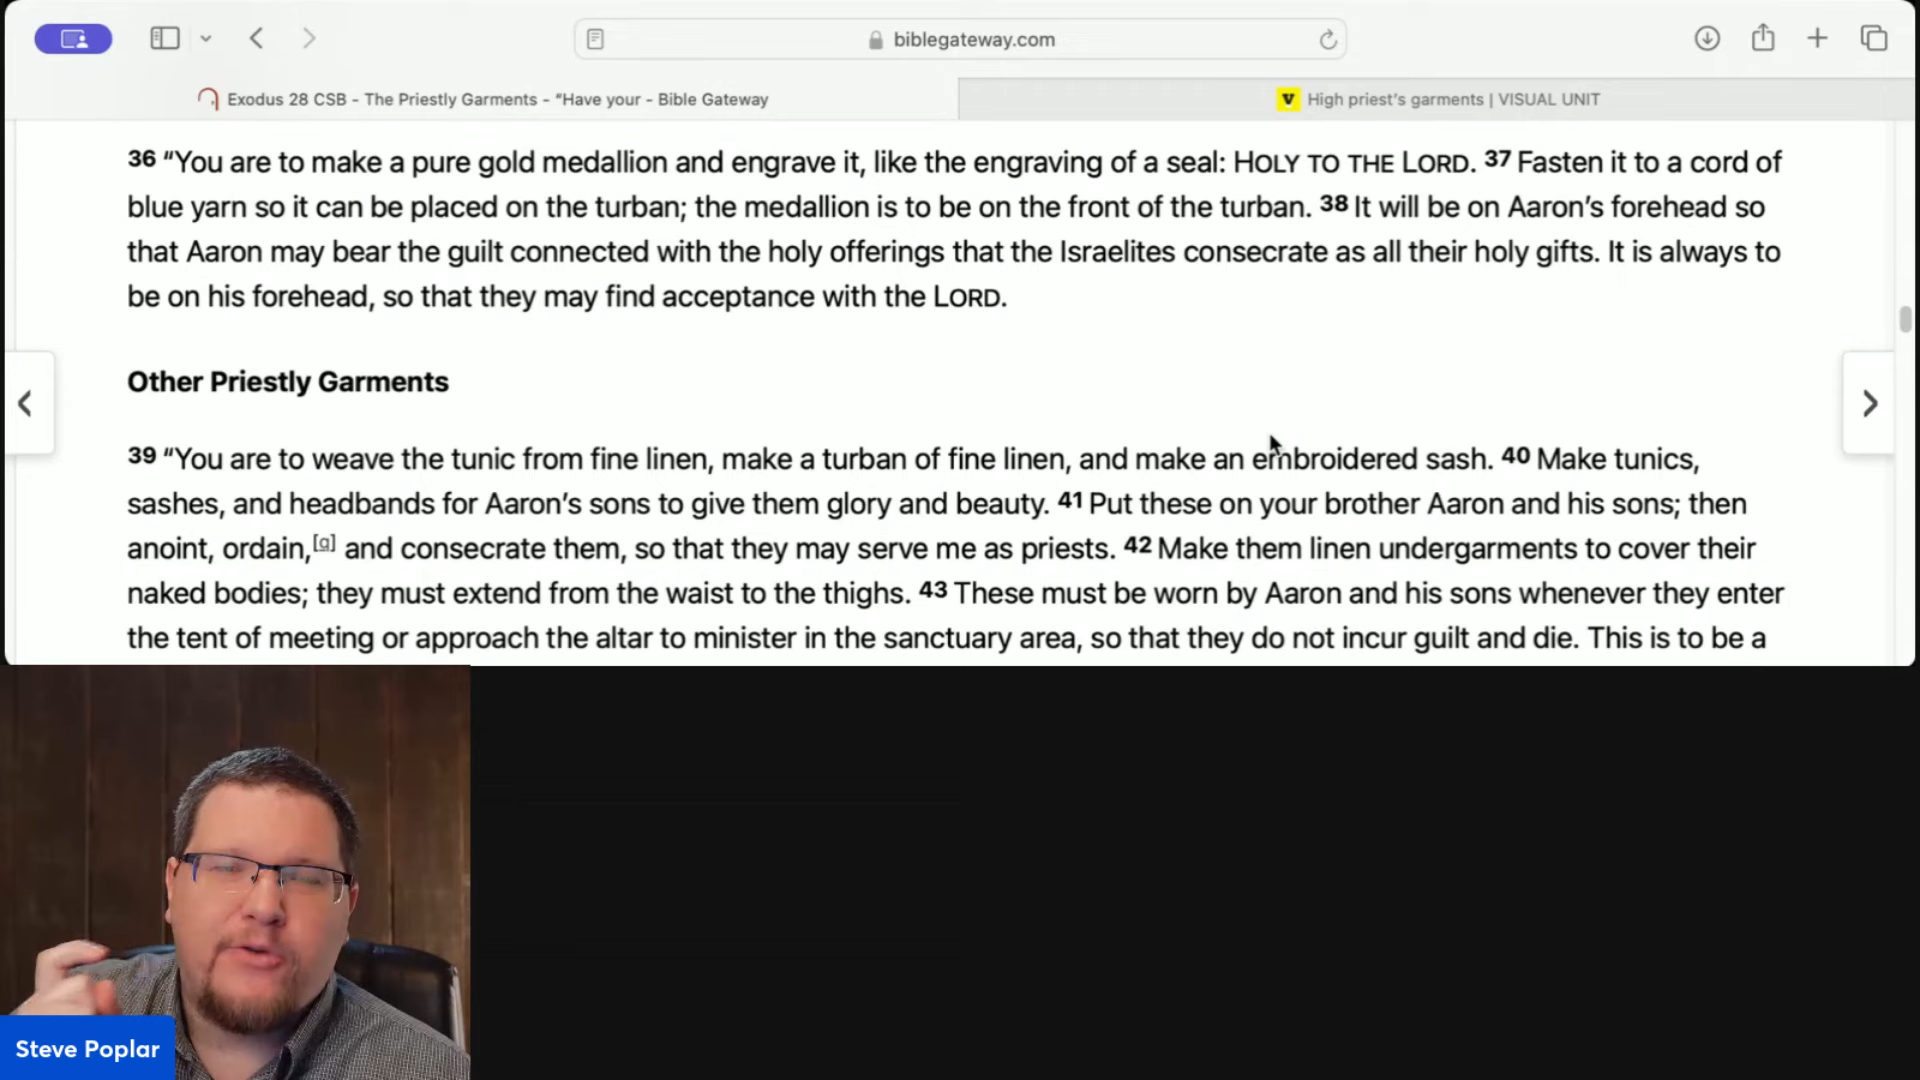 biblegateway.com
Exodus 28 CSB - The Priestly Garments - “Have your - Bible Gateway
V High priest’s garments | VISUAL UNIT
36 “You are to make a pure gold medallion and engrave it, like the engraving of a seal: HOLY TO THE LORD. 37 Fasten it to a cord of
blue yarn so it can be placed on the turban; the medallion is to be on the front of the turban. 38 It will be on Aaron’s forehead so
that Aaron may bear the guilt connected with the holy offerings that the Israelites consecrate as all their holy gifts. It is always to
be on his forehead, so that they may find acceptance with the LORD.
Other Priestly Garments
39 “You are to weave the tunic from fine linen, make a turban of fine linen, and make an embroidered sash. 40 Make tunics,
sashes, and headbands for Aaron’s sons to give them glory and beauty. 41 Put these on your brother Aaron and his sons; then
anoint, ordain,[q] and consecrate them, so that they may serve me as priests. 42 Make them linen undergarments to cover their
naked bodies; they must extend from the waist to the thighs. 43 These must be worn by Aaron and his sons whenever they enter
the tent of meeting or approach the altar to minister in the sanctuary area, so that they do not incur guilt and die. This is to be a
Steve Poplar